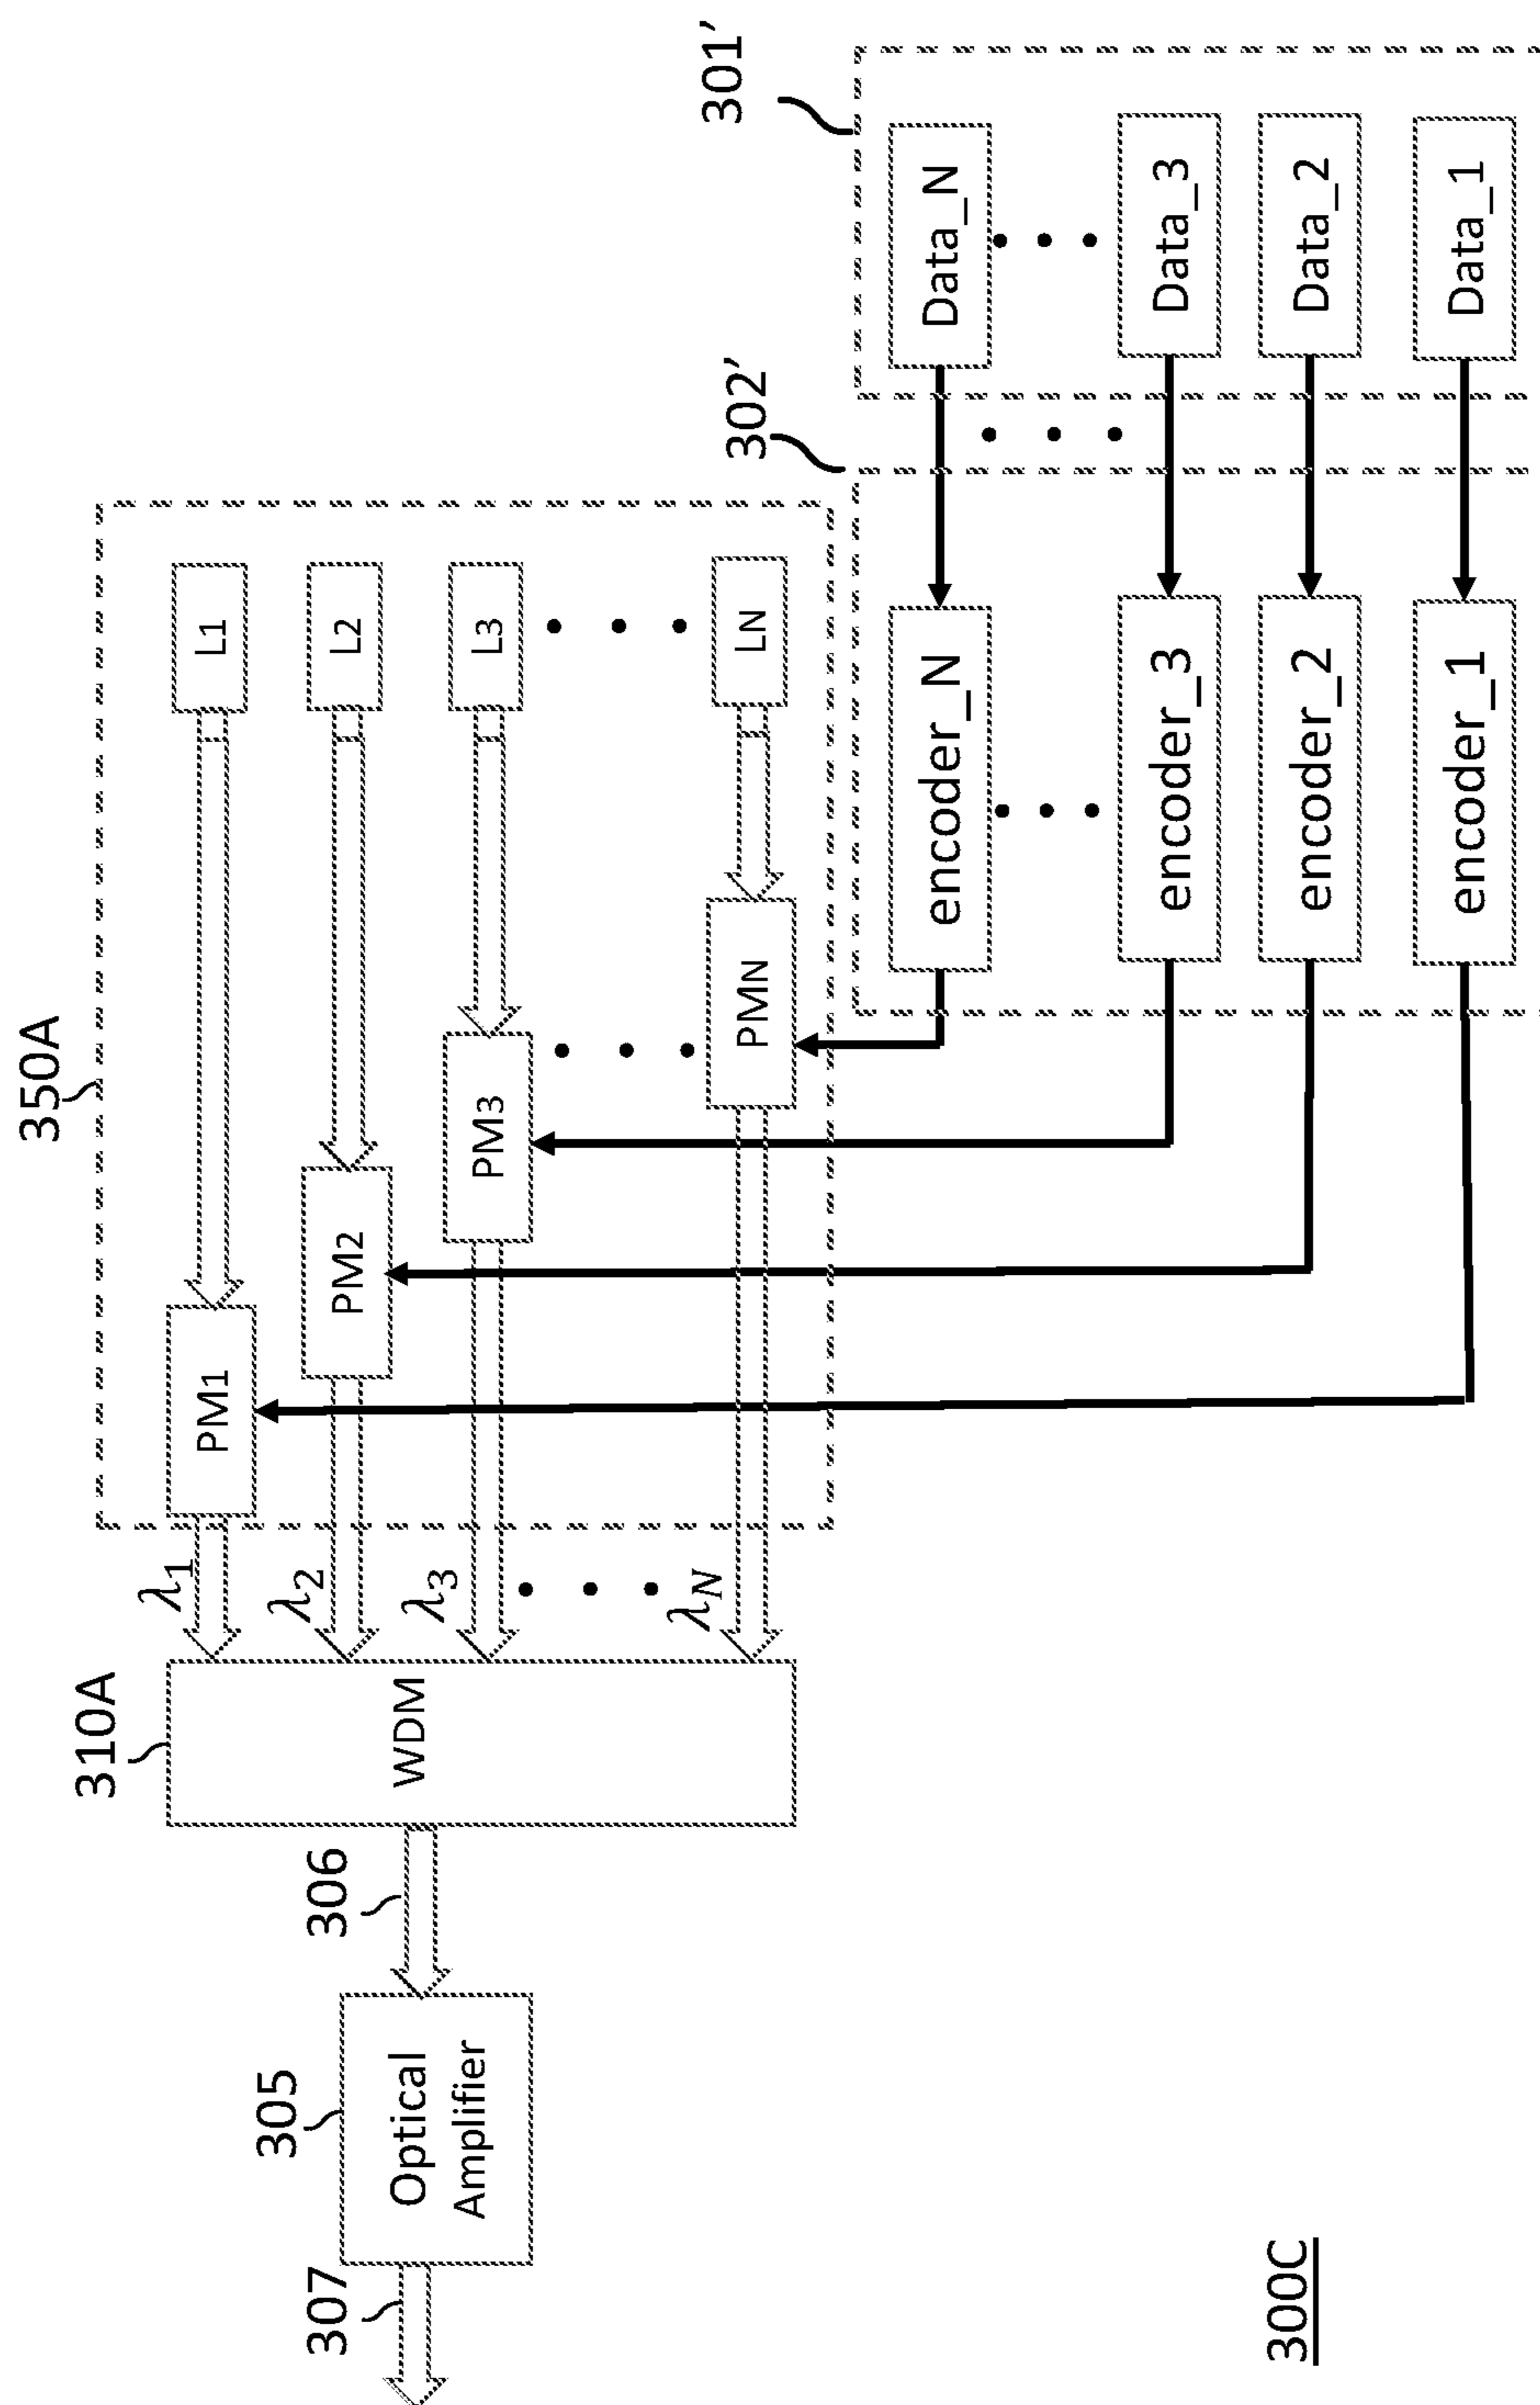 350A
L1
L2
L3
LN
PM1
PM2
PM3
PMN
λ1
λ2
λ3
λN
310A
WDM
306
305
Optical
Amplifier
307
301'
Data_N
Data_3
Data_2
Data_1
302'
encoder_N
encoder_3
encoder_2
encoder_1
300C